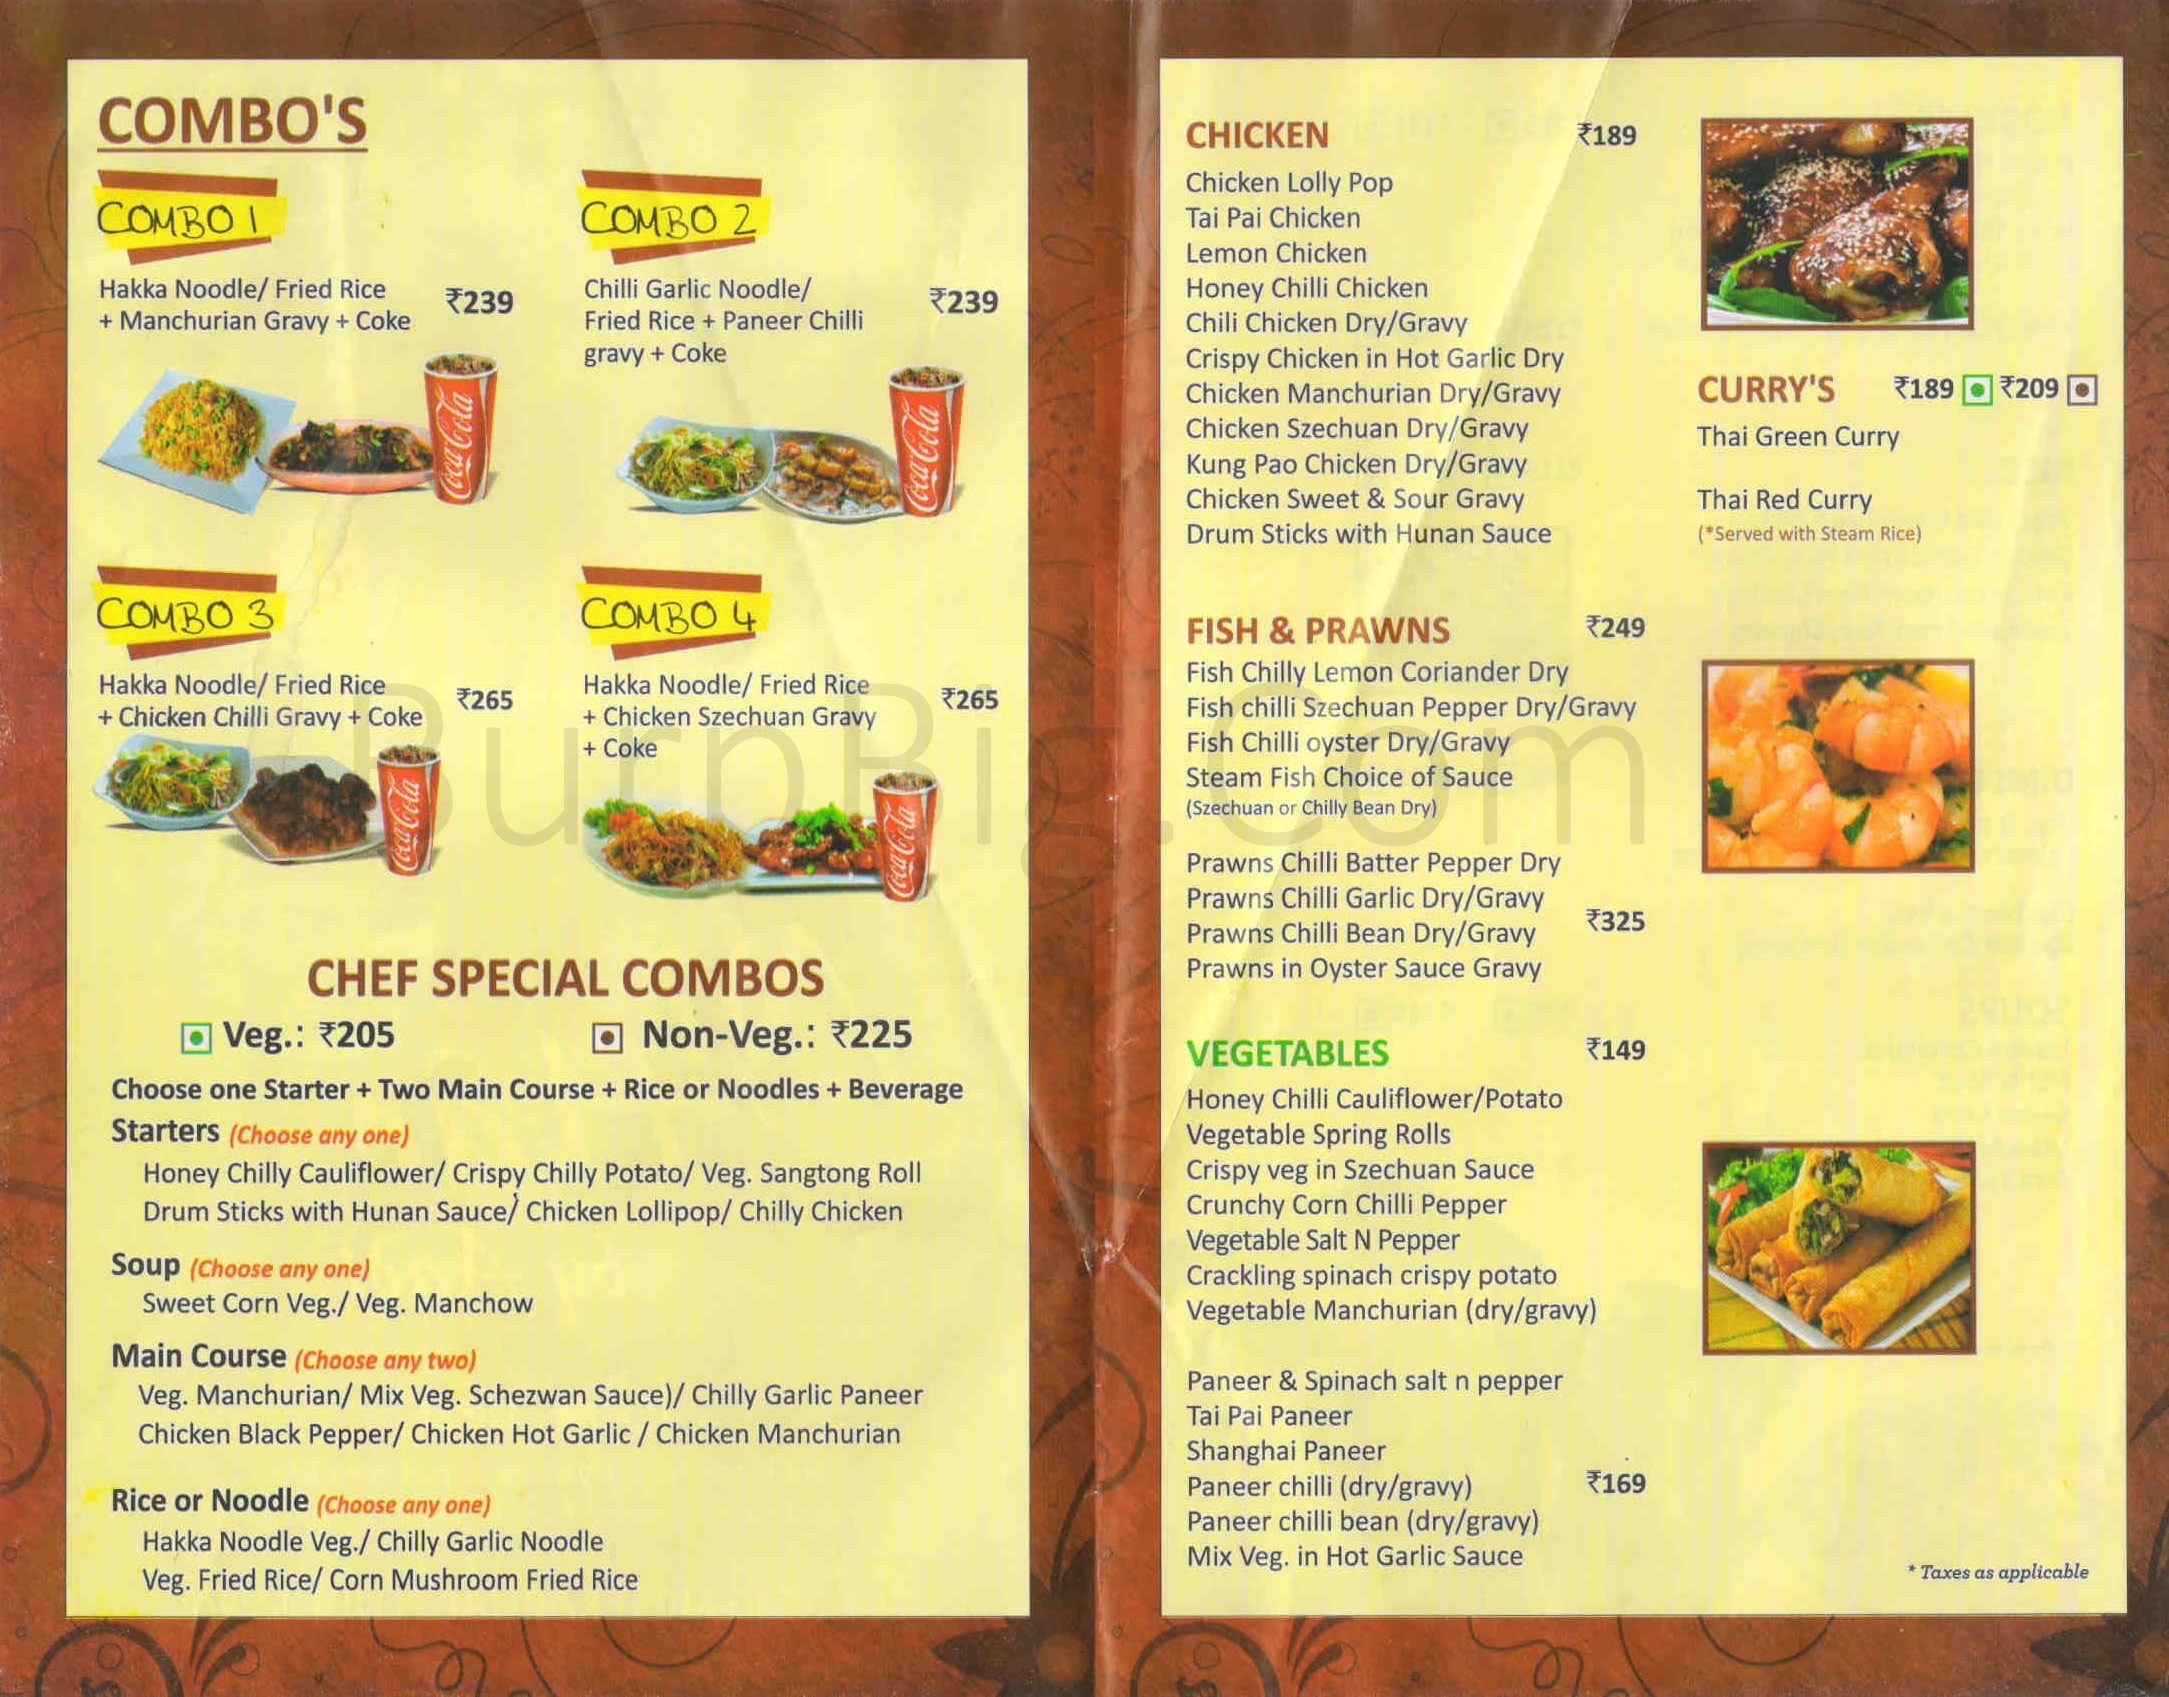 COMBO'S
COMBO 1
Hakka Noodle/ Fried Rice
+ Manchurian Gravy + Coke
₹239
Coca-Cola
COMBO 2
Chilli Garlic Noodle/
Fried Rice + Paneer Chilli
gravy + Coke
₹239
Coca-Cola
COMBO 3
Hakka Noodle/ Fried Rice
+ Chicken Chilli Gravy + Coke
₹265
Coca-Cola
COMBO 4
Hakka Noodle/ Fried Rice
+ Chicken Szechuan Gravy
+ Coke
₹265
Coca-Cola
CHEF SPECIAL COMBOS
Veg.: ₹205
Non-Veg.: ₹225
Choose one Starter + Two Main Course + Rice or Noodles + Beverage
Starters (Choose any one)
Honey Chilly Cauliflower/ Crispy Chilly Potato/ Veg. Sangtong Roll
Drum Sticks with Hunan Sauce/ Chicken Lollipop/ Chilly Chicken
Soup (Choose any one)
Sweet Corn Veg./ Veg. Manchow
Main Course (Choose any two)
Veg. Manchurian/ Mix Veg. Schezwan Sauce)/ Chilly Garlic Paneer
Chicken Black Pepper/ Chicken Hot Garlic / Chicken Manchurian
Rice or Noodle (Choose any one)
Hakka Noodle Veg./ Chilly Garlic Noodle
Veg. Fried Rice/ Corn Mushroom Fried Rice
CHICKEN ₹189
Chicken Lolly Pop
Tai Pai Chicken
Lemon Chicken
Honey Chilli Chicken
Chili Chicken Dry/Gravy
Crispy Chicken in Hot Garlic Dry
Chicken Manchurian Dry/Gravy
Chicken Szechuan Dry/Gravy
Kung Pao Chicken Dry/Gravy
Chicken Sweet & Sour Gravy
Drum Sticks with Hunan Sauce
CURRY'S ₹189 ₹209
Thai Green Curry
Thai Red Curry
(*Served with Steam Rice)
FISH & PRAWNS ₹249
Fish Chilly Lemon Coriander Dry
Fish chilli Szechuan Pepper Dry/Gravy
Fish Chilli oyster Dry/Gravy
Steam Fish Choice of Sauce
(Szechuan or Chilly Bean Dry)
Prawns Chilli Batter Pepper Dry
Prawns Chilli Garlic Dry/Gravy
Prawns Chilli Bean Dry/Gravy
₹325
Prawns in Oyster Sauce Gravy
VEGETABLES ₹149
Honey Chilli Cauliflower/Potato
Vegetable Spring Rolls
Crispy veg in Szechuan Sauce
Crunchy Corn Chilli Pepper
Vegetable Salt N Pepper
Crackling spinach crispy potato
Vegetable Manchurian (dry/gravy)
Paneer & Spinach salt n pepper
Tai Pai Paneer
Shanghai Paneer
Paneer chilli (dry/gravy) ₹169
Paneer chilli bean (dry/gravy)
Mix Veg. in Hot Garlic Sauce
* Taxes as applicable
BurpBig.com